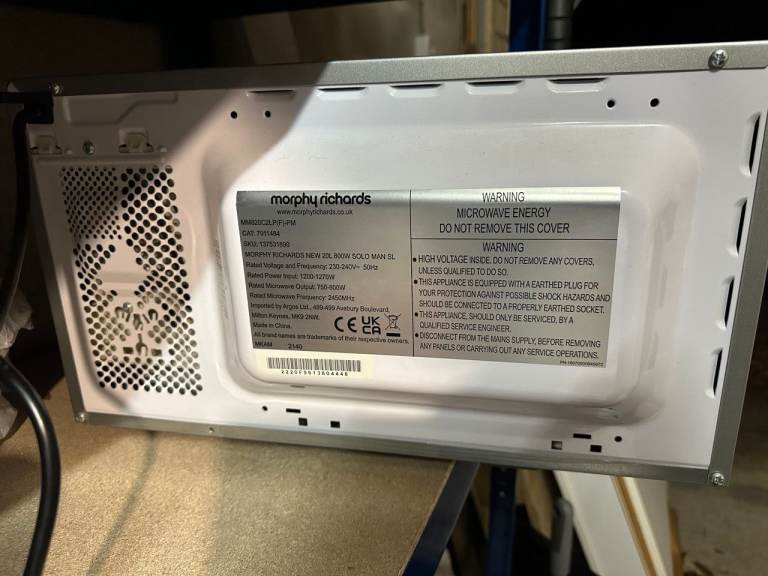 morphy richards
www.morphyrichards.co.uk
MM820C2LP(F)-PM
CAT: 7911484
SKU: 137531699
MORPHY RICHARDS NEW 20L 800W SOLO MAN SL
Rated Voltage and Frequency: 230-240V~ 50Hz
Rated Power Input: 1200-1270W
Rated Microwave Output: 750-800W
Rated Microwave Frequency: 2450MHz
Imported by Argos Ltd., 489-499 Avebury Boulevard,
Milton Keynes, MK9 2NW.
Made in China.
CE UK CA
All brand names are trademarks of their respective owners.
MK4M 2140
WARNING
MICROWAVE ENERGY
DO NOT REMOVE THIS COVER
WARNING
• HIGH VOLTAGE INSIDE. DO NOT REMOVE ANY COVERS,
UNLESS QUALIFIED TO DO SO.
• THIS APPLIANCE IS EQUIPPED WITH A EARTHED PLUG FOR
YOUR PROTECTION AGAINST POSSIBLE SHOCK HAZARDS AND
SHOULD BE CONNECTED TO A PROPERLY EARTHED SOCKET.
• THIS APPLIANCE, SHOULD ONLY BE SERVICED, BY A
QUALIFIED SERVICE ENGINEER.
• DISCONNECT FROM THE MAINS SUPPLY, BEFORE REMOVING
ANY PANELS OR CARRYING OUT ANY SERVICE OPERATIONS.